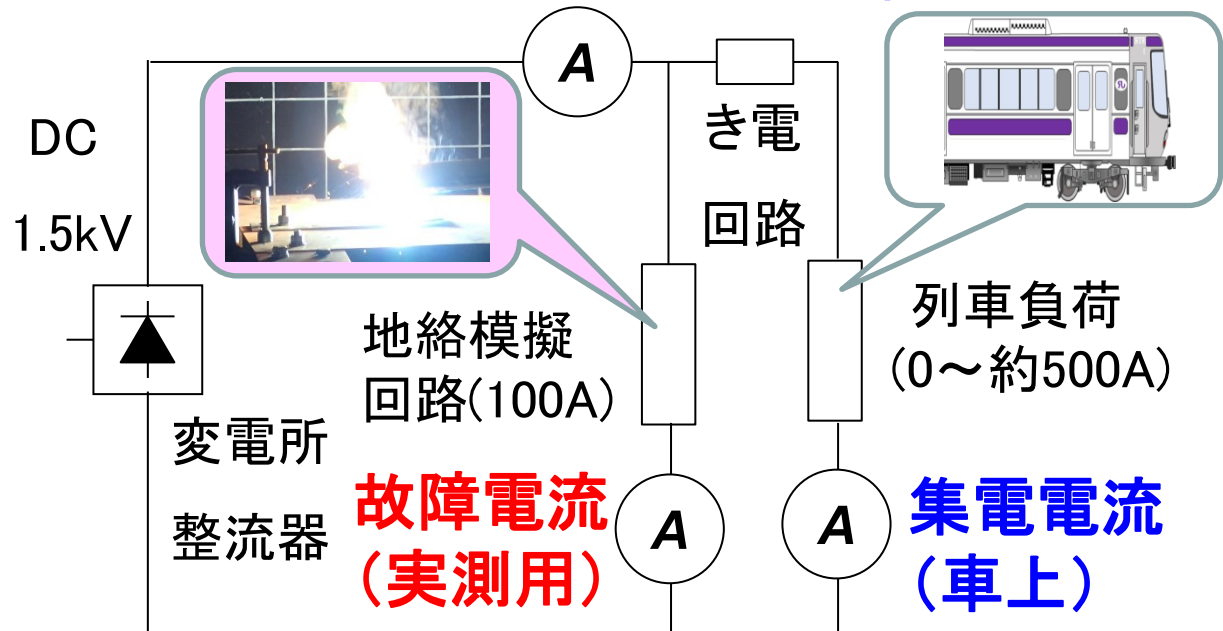 A
DC
1.5kV
き電
回路
地絡模擬
回路(100A)
列車負荷
(0～約500A)
変電所
整流器
故障電流
(実測用)
A
A
集電電流
(車上)